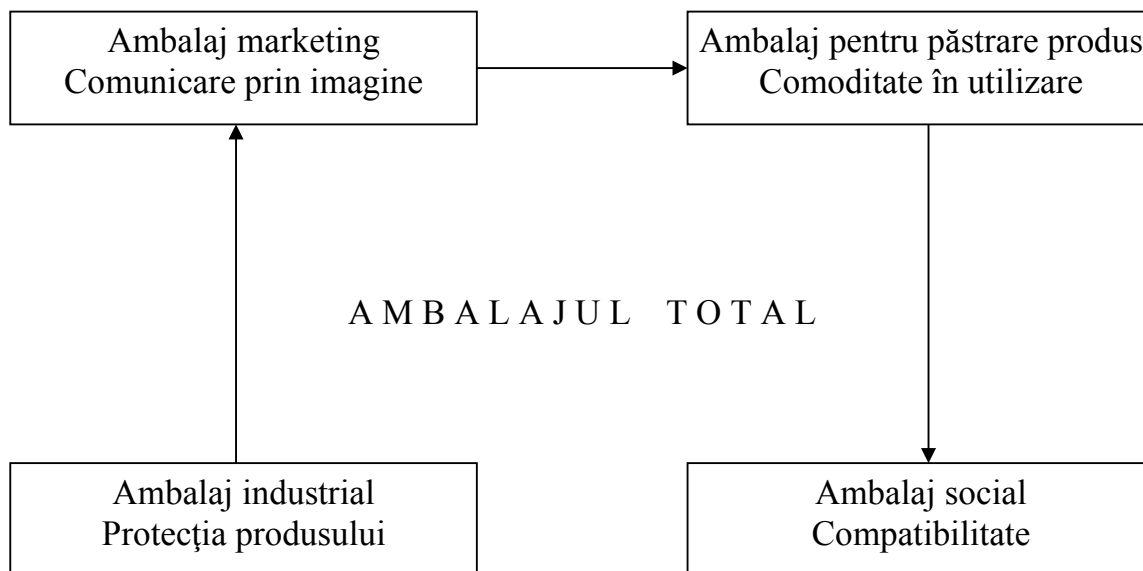 Ambalaj marketing
Comunicare prin imagine
Ambalaj pentru păstrare produs
Comoditate în utilizare
A M B A L A J U L T O T A L
Ambalaj industrial
Protecţia produsului
Ambalaj social
Compatibilitate